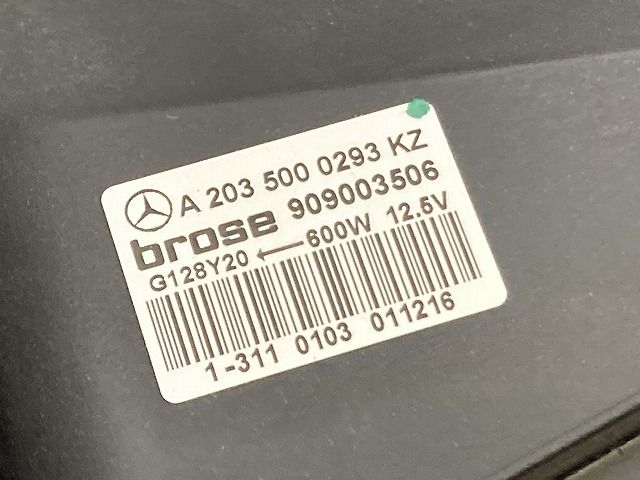 A 203 500 0293 KZ
brose 909003506
G128Y20 ← 600W 12.5V
1-311 0103 011216